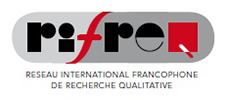 rifreq
RESEAU INTERNATIONAL FRANCOPHONE
DE RECHERCHE QUALITATIVE